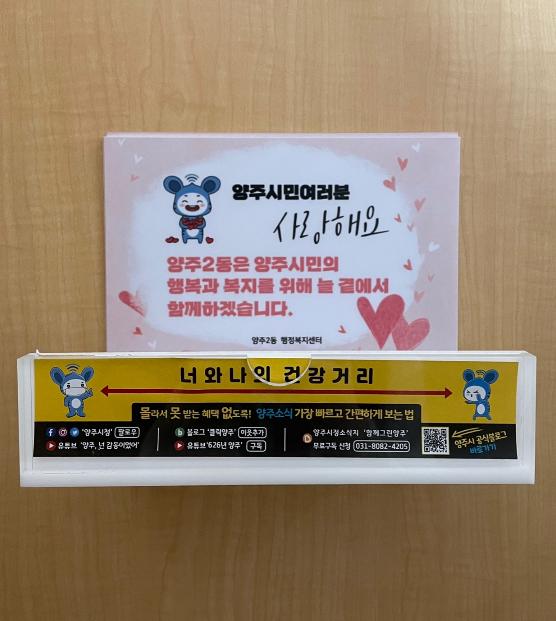 양주시민여러분
사랑해요
양주2동은 양주시민의
행복과 복지를 위해 늘 곁에서
함께하겠습니다.
양주2동 행정복지센터
너와나의 건강거리
몰라서 못 받는 혜택 없도록! 양주소식 가장 빠르고 간편하게 보는 법
'양주시청' 팔로우
유튜브 '양주, 넌 감동이었어'
블로그 '클릭양주' 이웃추가
유튜브 '626년 양주' 구독
양주시정소식지 '함께그린양주'
무료구독 신청 031-8082-4205
양주시 공식블로그
바로가기